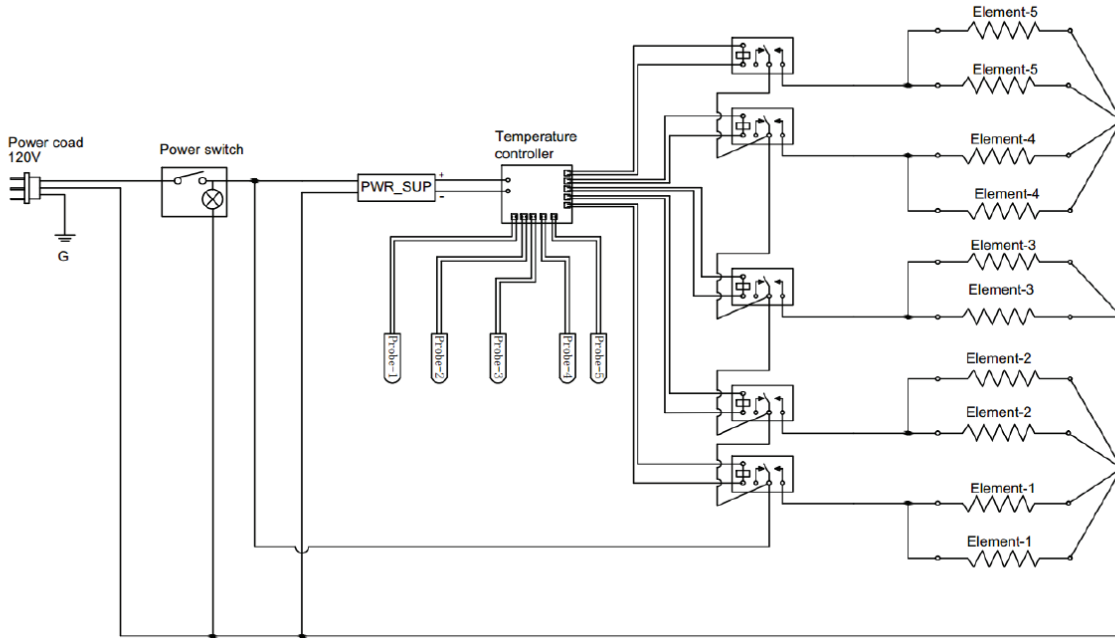 Power coad
120V
G
Power switch
PWR_SUP
+
-
Temperature
controller
Probe-1
Probe-2
Probe-3
Probe-4
Probe-5
Element-5
Element-5
Element-4
Element-4
Element-3
Element-3
Element-2
Element-2
Element-1
Element-1